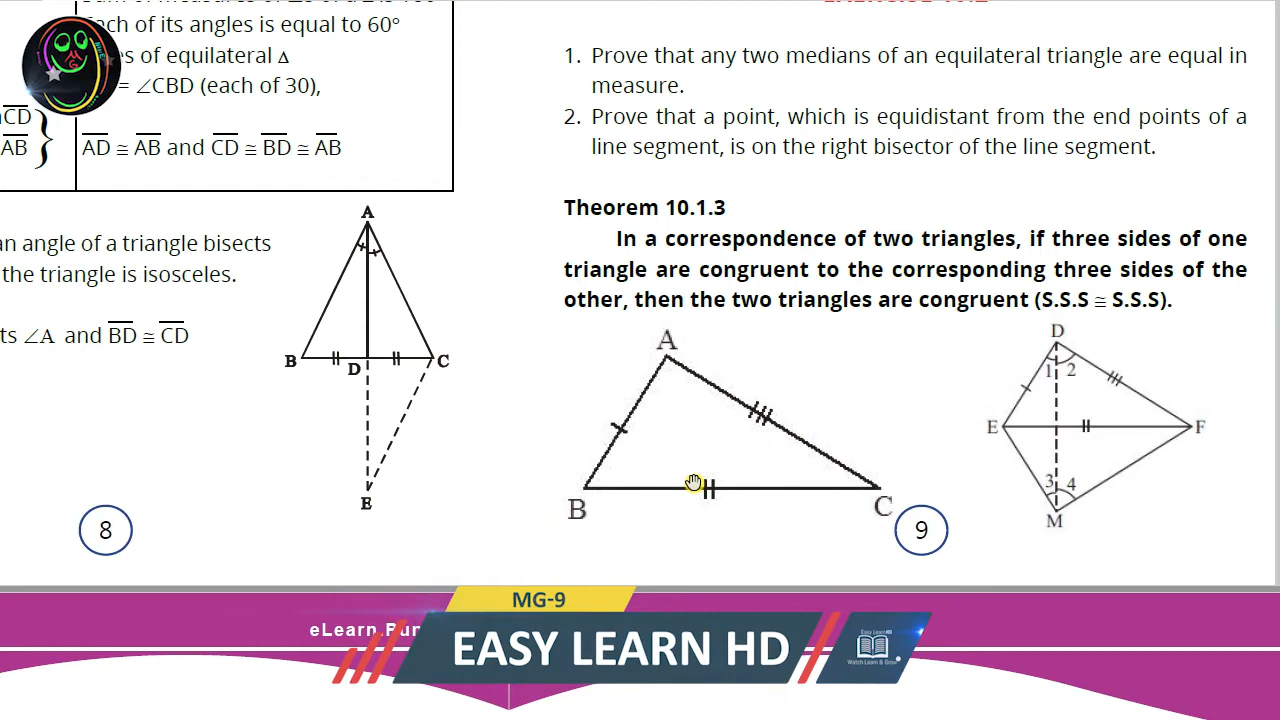 ach of its angles is equal to 60°
es of equilateral Δ
= ∠CBD (each of 30),
CD
AB
AD ≅ AB and CD ≅ BD ≅ AB
an angle of a triangle bisects
the triangle is isosceles.
ts ∠A and BD ≅ CD
A
B
D
C
E
8
1. Prove that any two medians of an equilateral triangle are equal in
measure.
2. Prove that a point, which is equidistant from the end points of a
line segment, is on the right bisector of the line segment.
Theorem 10.1.3
In a correspondence of two triangles, if three sides of one
triangle are congruent to the corresponding three sides of the
other, then the two triangles are congruent (S.S.S ≅ S.S.S).
A
B
C
D
1 2
E
F
3 4
M
9
MG-9
eLearn.Pun
EASY LEARN HD
Easy Learn HD
Watch Learn & Grow